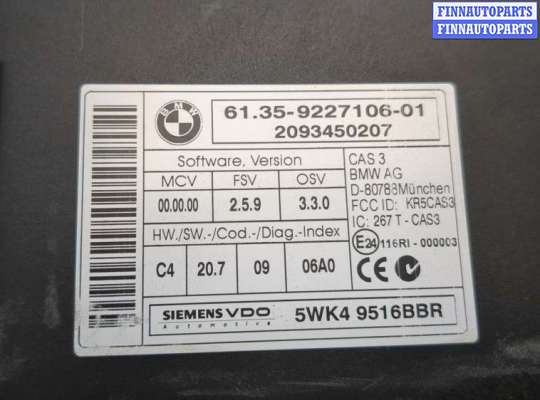 FINNAUTOPARTS
FINNAUTOPARTS
BMW
61.35-9227106-01
2093450207
Software, Version
MCV FSV OSV
00.00.00 2.5.9 3.3.0
HW./SW.-/Cod.-/Diag.-Index
C4 20.7 09 06A0
CAS 3
BMW AG
D-80788München
FCC ID: KR5CAS3
IC: 267 T - CAS3
E24 116RI - 000003
CE
SIEMENS VDO
Automotive
5WK4 9516BBR